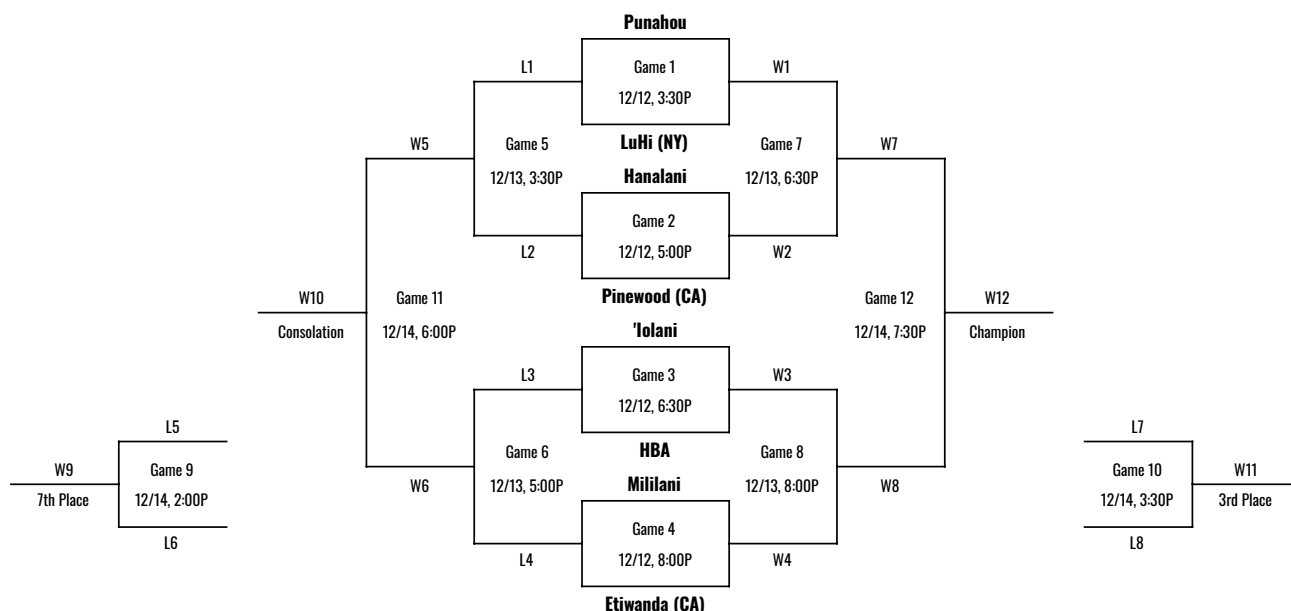 Punahou
L1
Game 1
W1
12/12, 3:30P
W5
Game 5
LuHi (NY)
Game 7
W7
12/13, 3:30P
Hanalani
12/13, 6:30P
Game 2
L2
12/12, 5:00P
W2
W10
Game 11
Pinewood (CA)
Game 12
W12
Consolation
12/14, 6:00P
'Iolani
12/14, 7:30P
Champion
L3
Game 3
W3
12/12, 6:30P
L5
L7
W9
Game 9
Game 6
HBA
Game 8
Game 10
W11
7th Place
12/14, 2:00P
W6
12/13, 5:00P
Mililani
12/13, 8:00P
W8
12/14, 3:30P
3rd Place
L6
Game 4
L8
L4
12/12, 8:00P
W4
Etiwanda (CA)